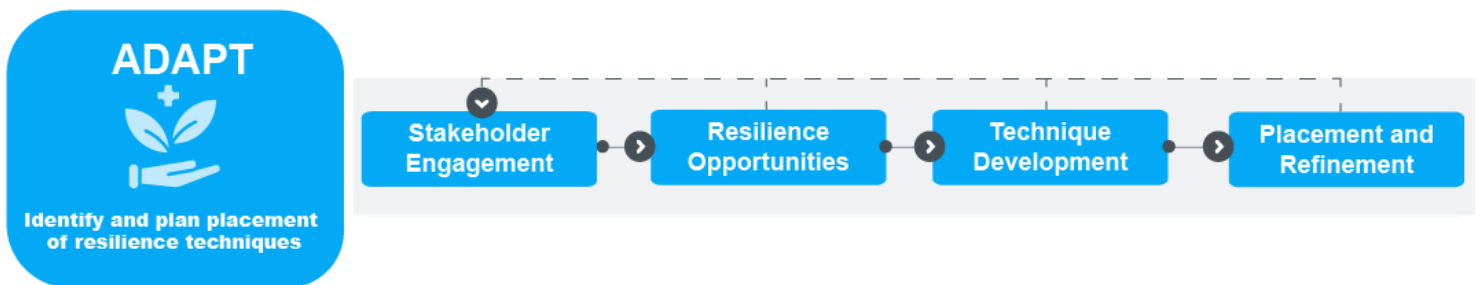 ADAPT
Identify and plan placement
of resilience techniques
Stakeholder
Engagement
Resilience
Opportunities
Technique
Development
Placement and
Refinement